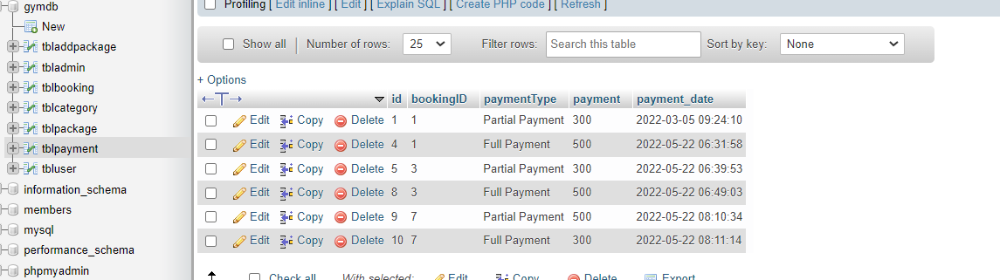 gymdb
New
tbladdpackage
tbladmin
tblbooking
tblcategory
tblpackage
tblpayment
tbluser
information_schema
members
mysql
performance_schema
phpmyadmin
Profiling [ Edit inline ] [ Edit ] [ Explain SQL ] [ Create PHP code ] [ Refresh ]
Show all Number of rows: 25 Filter rows: Search this table Sort by key: None
+ Options
id bookingID paymentType payment payment_date
Edit Copy Delete 1 1 Partial Payment 300 2022-03-05 09:24:10
Edit Copy Delete 4 1 Full Payment 500 2022-05-22 06:31:58
Edit Copy Delete 5 3 Partial Payment 300 2022-05-22 06:39:53
Edit Copy Delete 8 3 Full Payment 500 2022-05-22 06:49:03
Edit Copy Delete 9 7 Partial Payment 500 2022-05-22 08:10:34
Edit Copy Delete 10 7 Full Payment 300 2022-05-22 08:11:14
Check all With selected: Edit Copy Delete Export